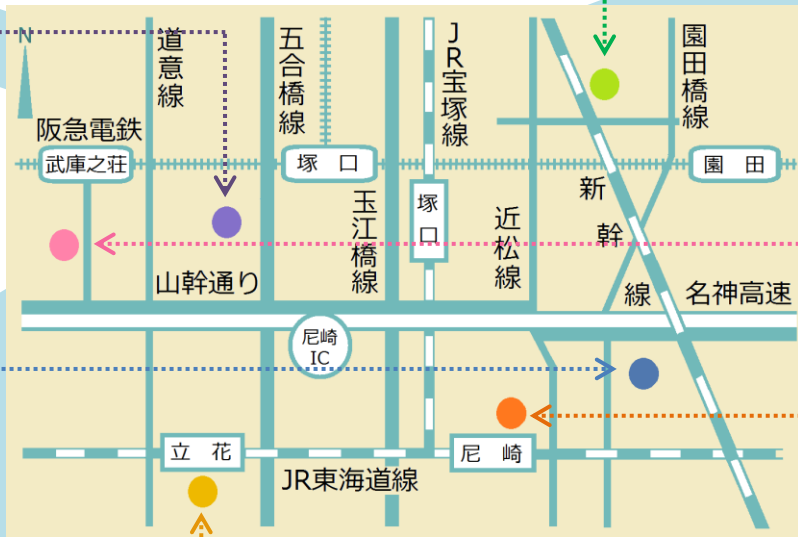 N
道意線
五合橋線
JR宝塚線
園田橋線
阪急電鉄
武庫之荘
塚口
園田
新幹線
塚口
玉江橋線
近松線
山幹通り
名神高速
尼崎
IC
立花
尼崎
JR東海道線